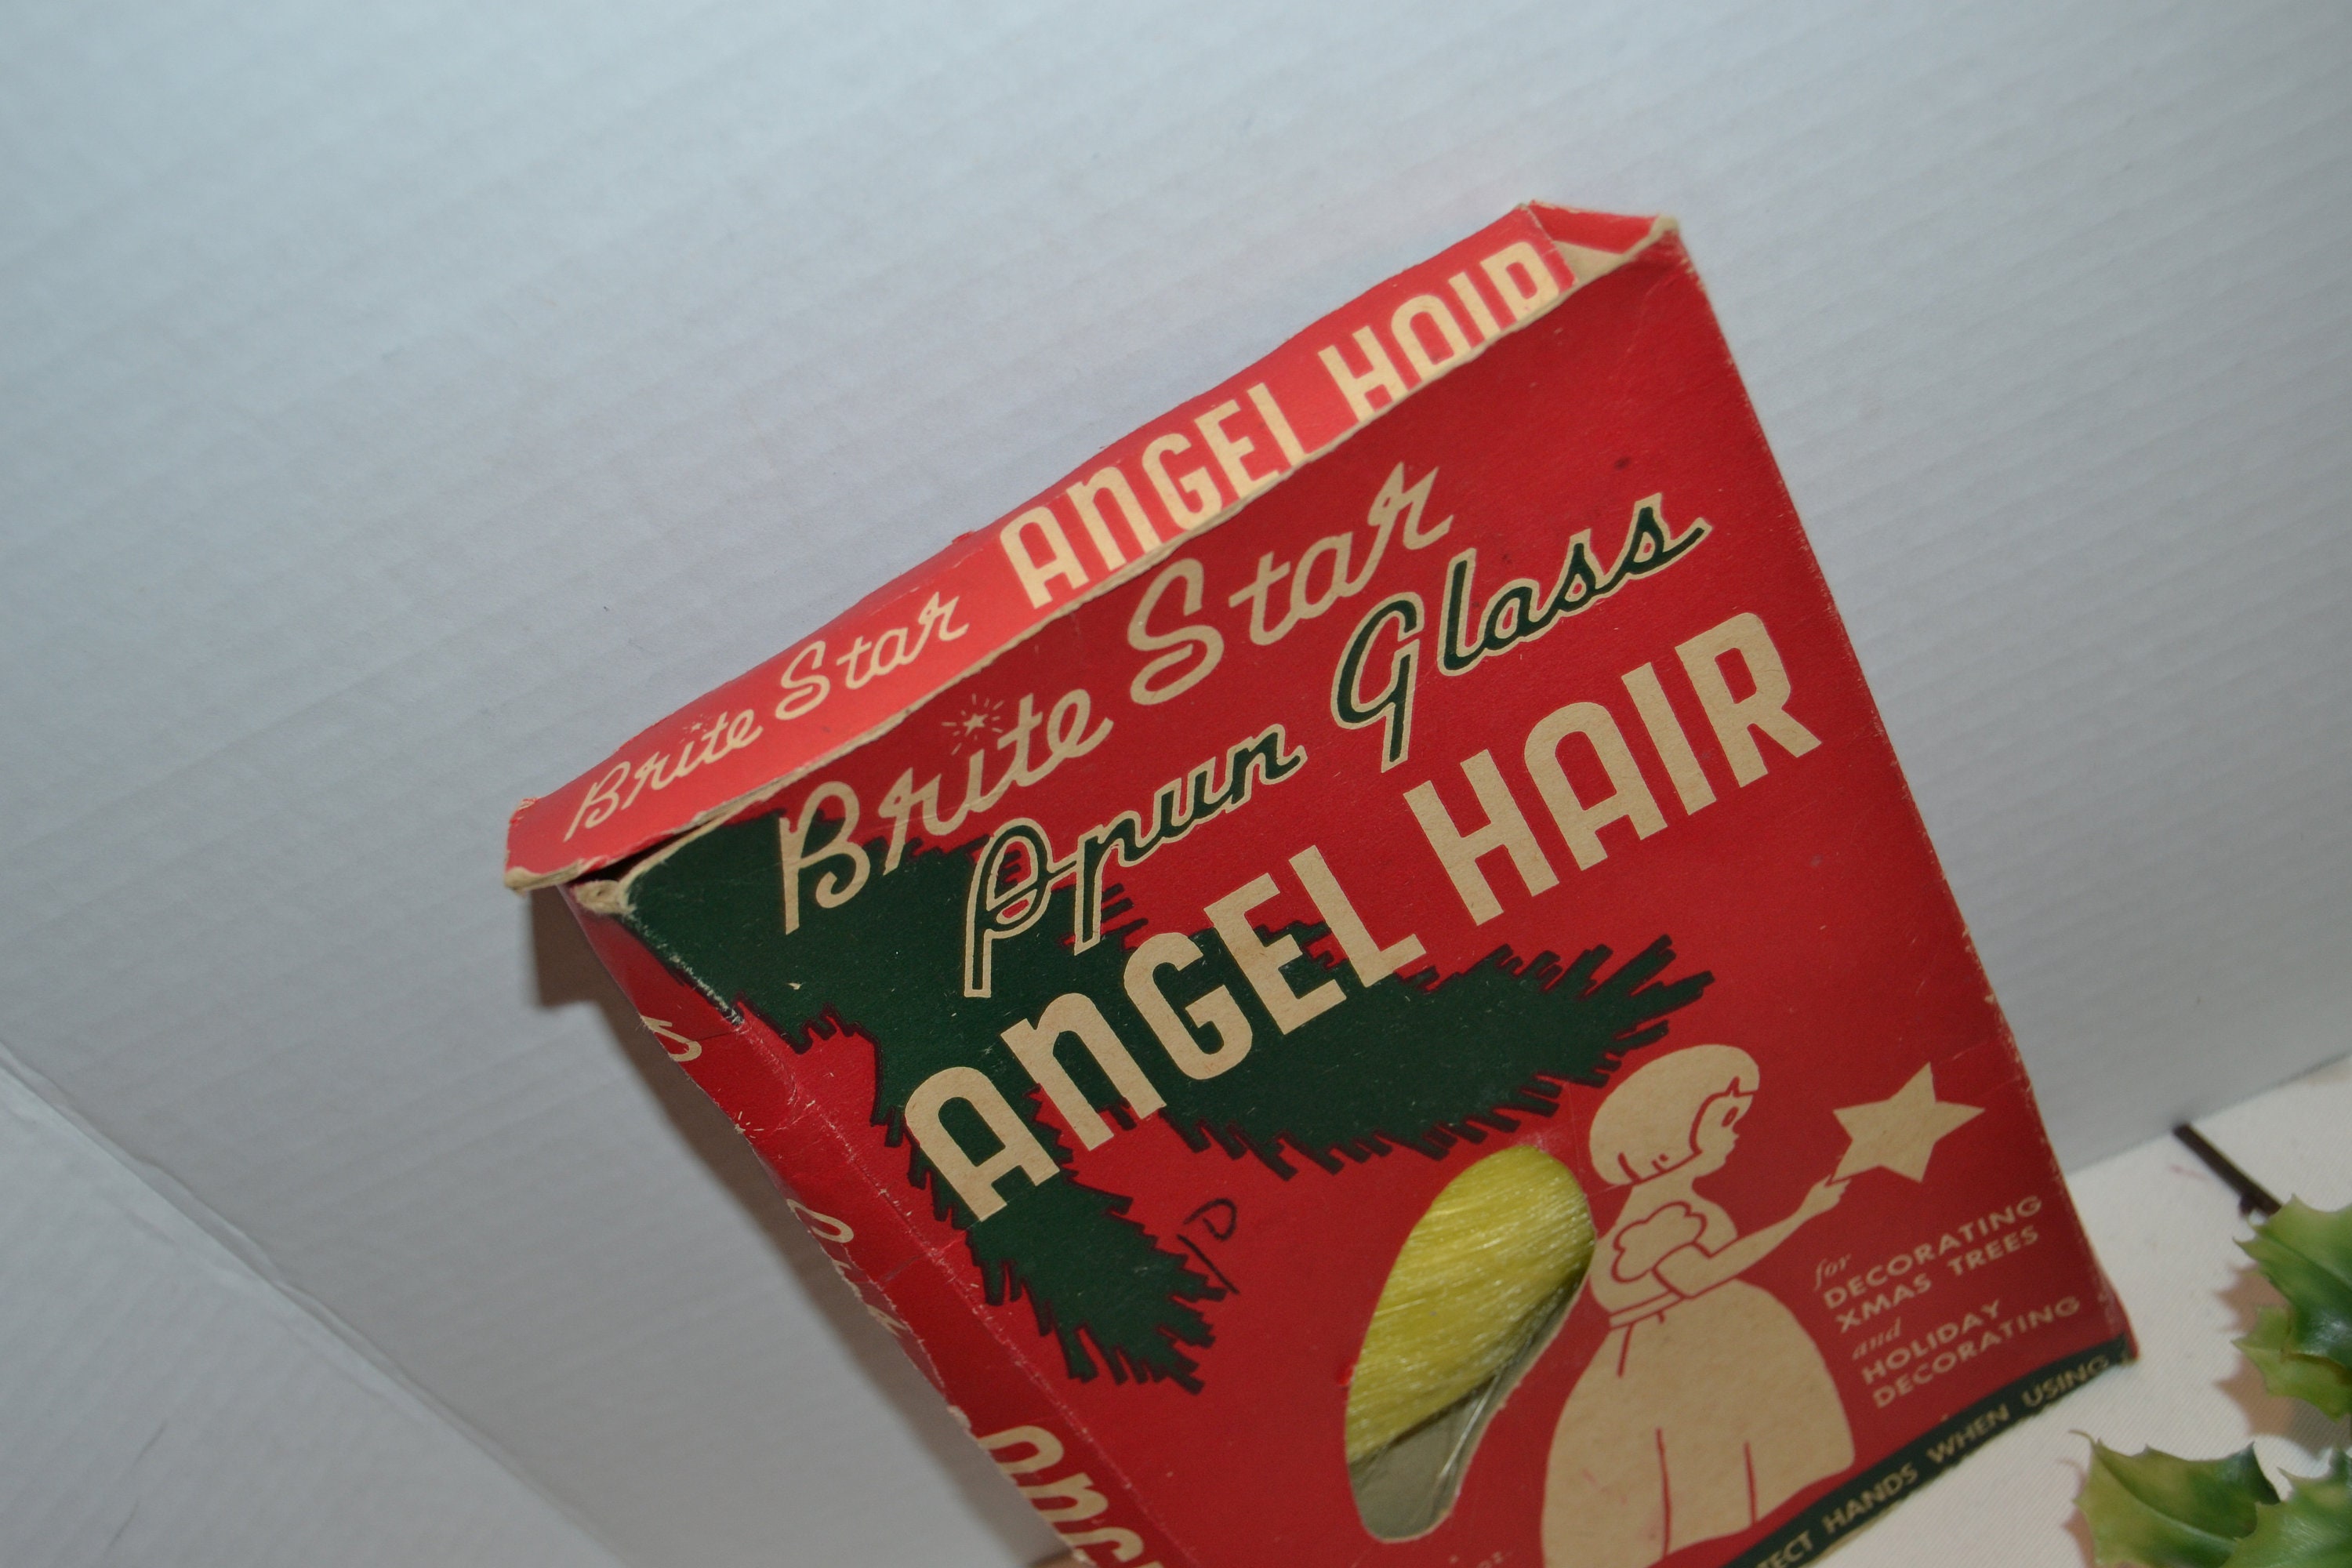 Brite Star ANGEL HAIR
Brite Star
Spun Glass
ANGEL HAIR
10
for
DECORATING
XMAS TREES
and
HOLIDAY
DECORATING
HANDS WHEN USING